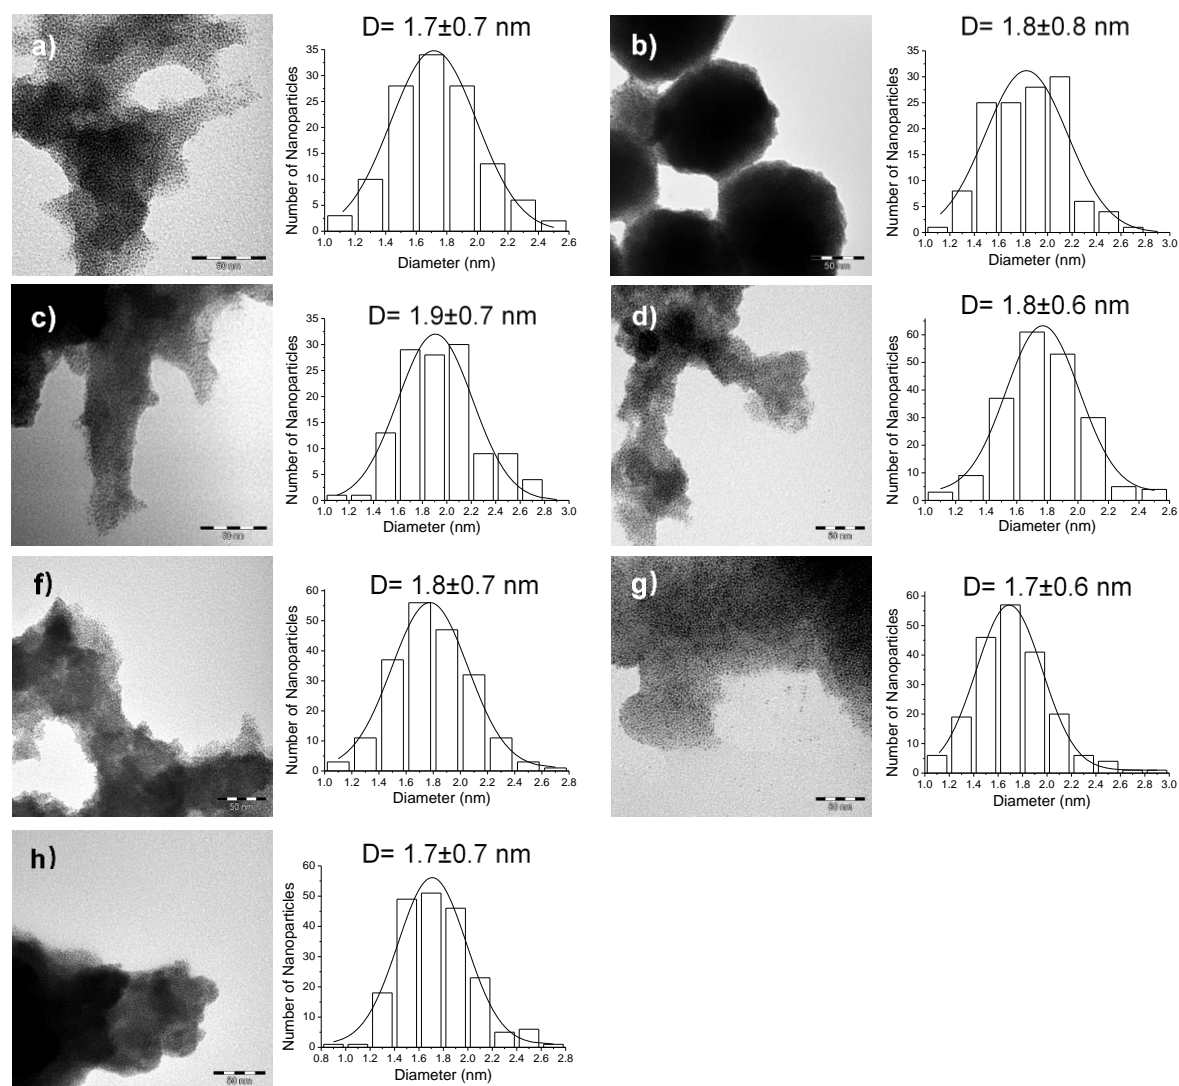 a)
50 nm
D= 1.7±0.7 nm
Number of Nanoparticles
35
30
25
20
15
10
5
0
1.0 1.2 1.4 1.6 1.8 2.0 2.2 2.4 2.6
Diameter (nm)
b)
50 nm
D= 1.8±0.8 nm
Number of Nanoparticles
35
30
25
20
15
10
5
0
1.0 1.2 1.4 1.6 1.8 2.0 2.2 2.4 2.6 2.8 3.0
Diameter (nm)
c)
50 nm
D= 1.9±0.7 nm
Number of Nanoparticles
35
30
25
20
15
10
5
0
1.0 1.2 1.4 1.6 1.8 2.0 2.2 2.4 2.6 2.8 3.0
Diameter (nm)
d)
50 nm
D= 1.8±0.6 nm
Number of Nanoparticles
60
50
40
30
20
10
0
1.0 1.2 1.4 1.6 1.8 2.0 2.2 2.4 2.6
Diameter (nm)
f)
50 nm
D= 1.8±0.7 nm
Number of Nanoparticles
60
50
40
30
20
10
0
1.0 1.2 1.4 1.6 1.8 2.0 2.2 2.4 2.6 2.8
Diameter (nm)
g)
50 nm
D= 1.7±0.6 nm
Number of Nanoparticles
60
50
40
30
20
10
0
1.0 1.2 1.4 1.6 1.8 2.0 2.2 2.4 2.6 2.8 3.0
Diameter (nm)
h)
50 nm
D= 1.7±0.7 nm
Number of Nanoparticles
60
50
40
30
20
10
0
0.8 1.0 1.2 1.4 1.6 1.8 2.0 2.2 2.4 2.6 2.8
Diameter (nm)